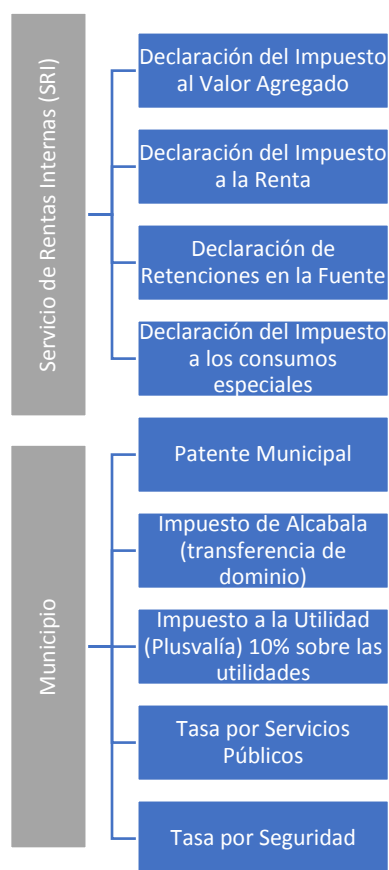 Servicio de Rentas Internas (SRI)
Declaración del Impuesto
al Valor Agregado
Declaración del Impuesto
a la Renta
Declaración de
Retenciones en la Fuente
Declaración del Impuesto
a los consumos
especiales
Municipio
Patente Municipal
Impuesto de Alcabala
(transferencia de
dominio)
Impuesto a la Utilidad
(Plusvalía) 10% sobre las
utilidades
Tasa por Servicios
Públicos
Tasa por Seguridad